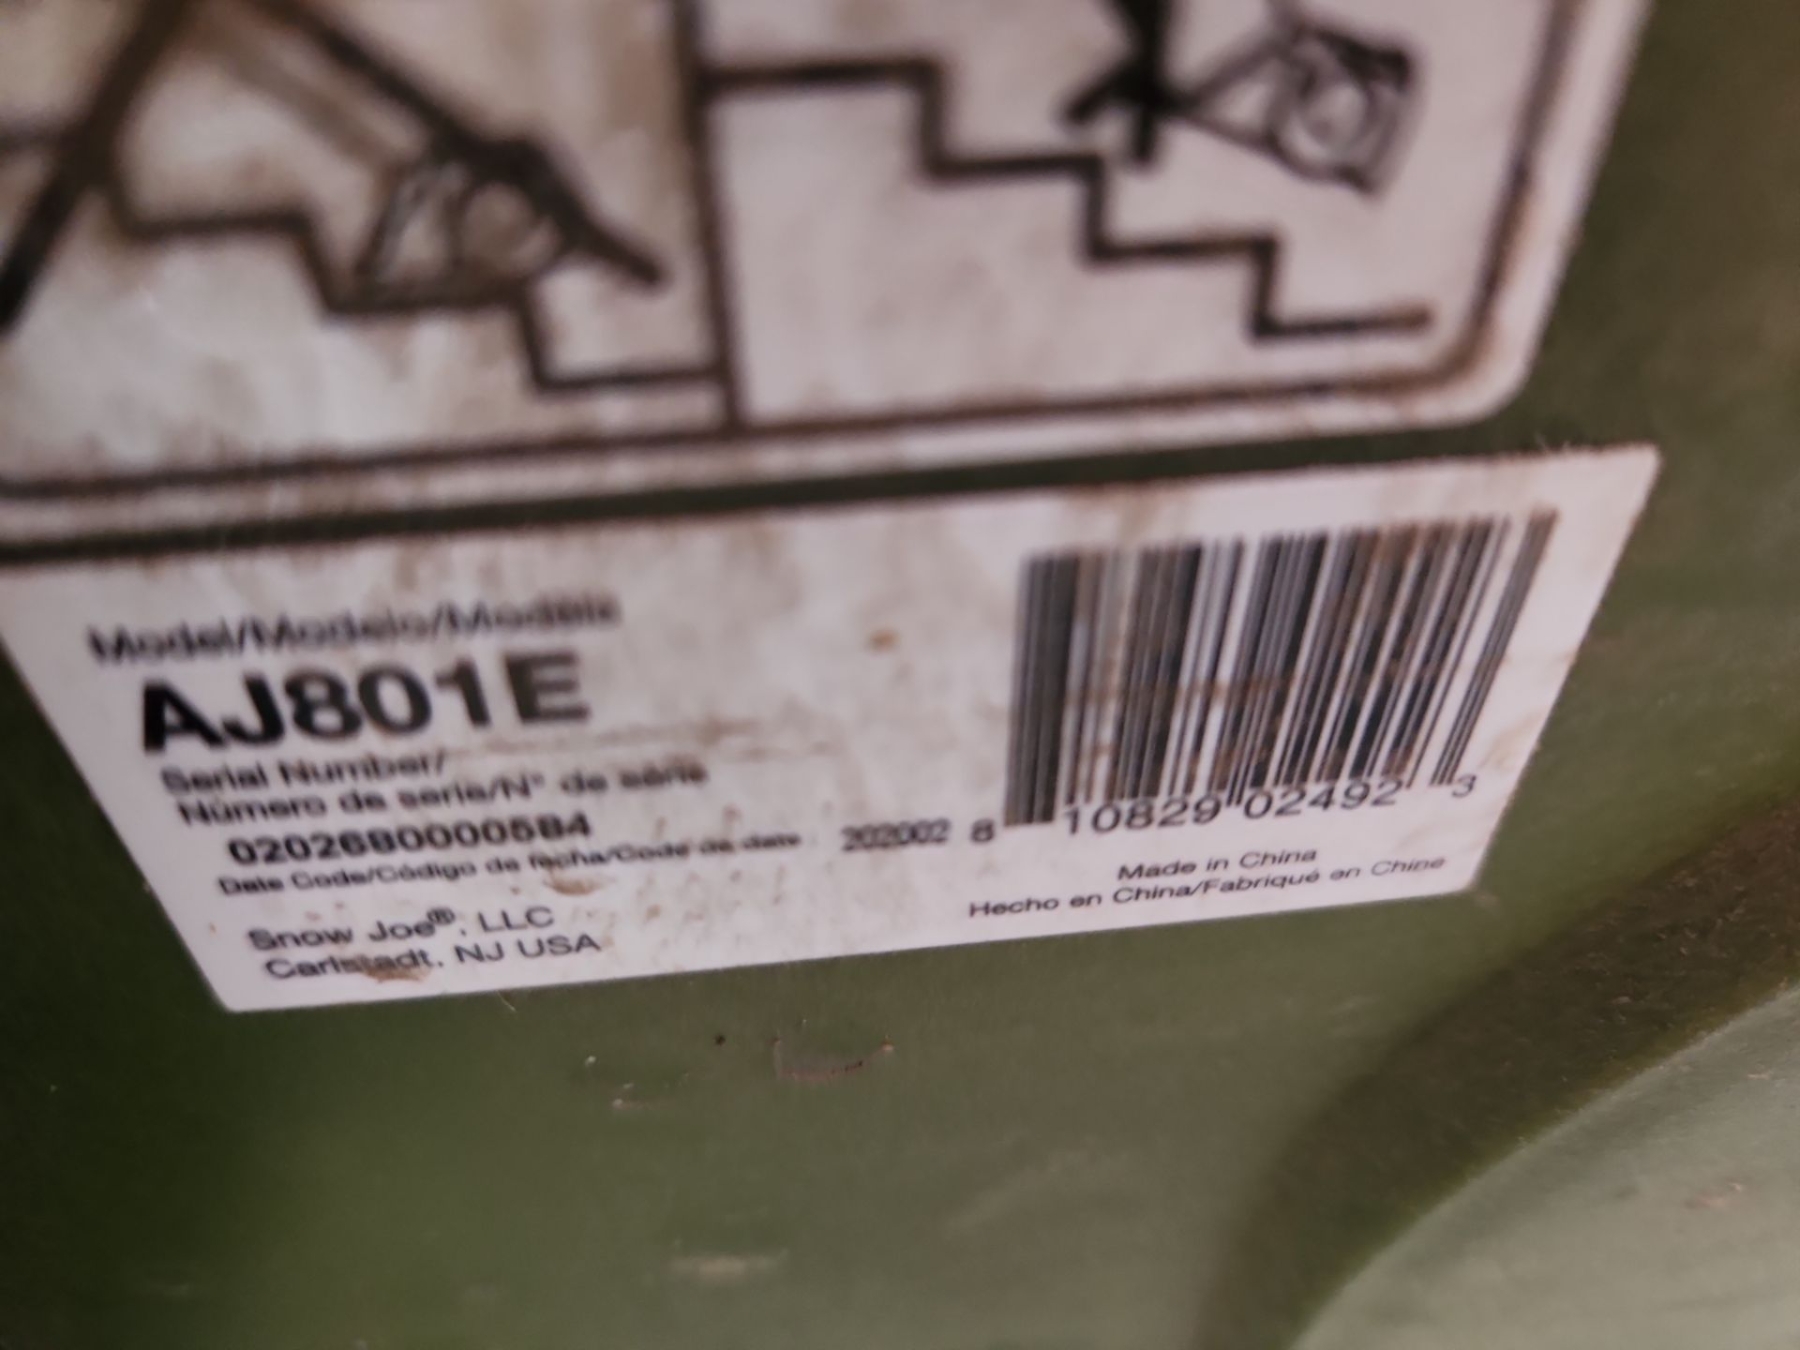 Model/Modelo/Modèle
AJ801E
Serial Number/
Número de serie/N° de série
0202680000584
Date Code/Código de fecha/Code de date 202002
8 10829 02492 3
Made in China
Hecho en China/Fabriqué en Chine
Snow Joe®, LLC
Carlstadt, NJ USA